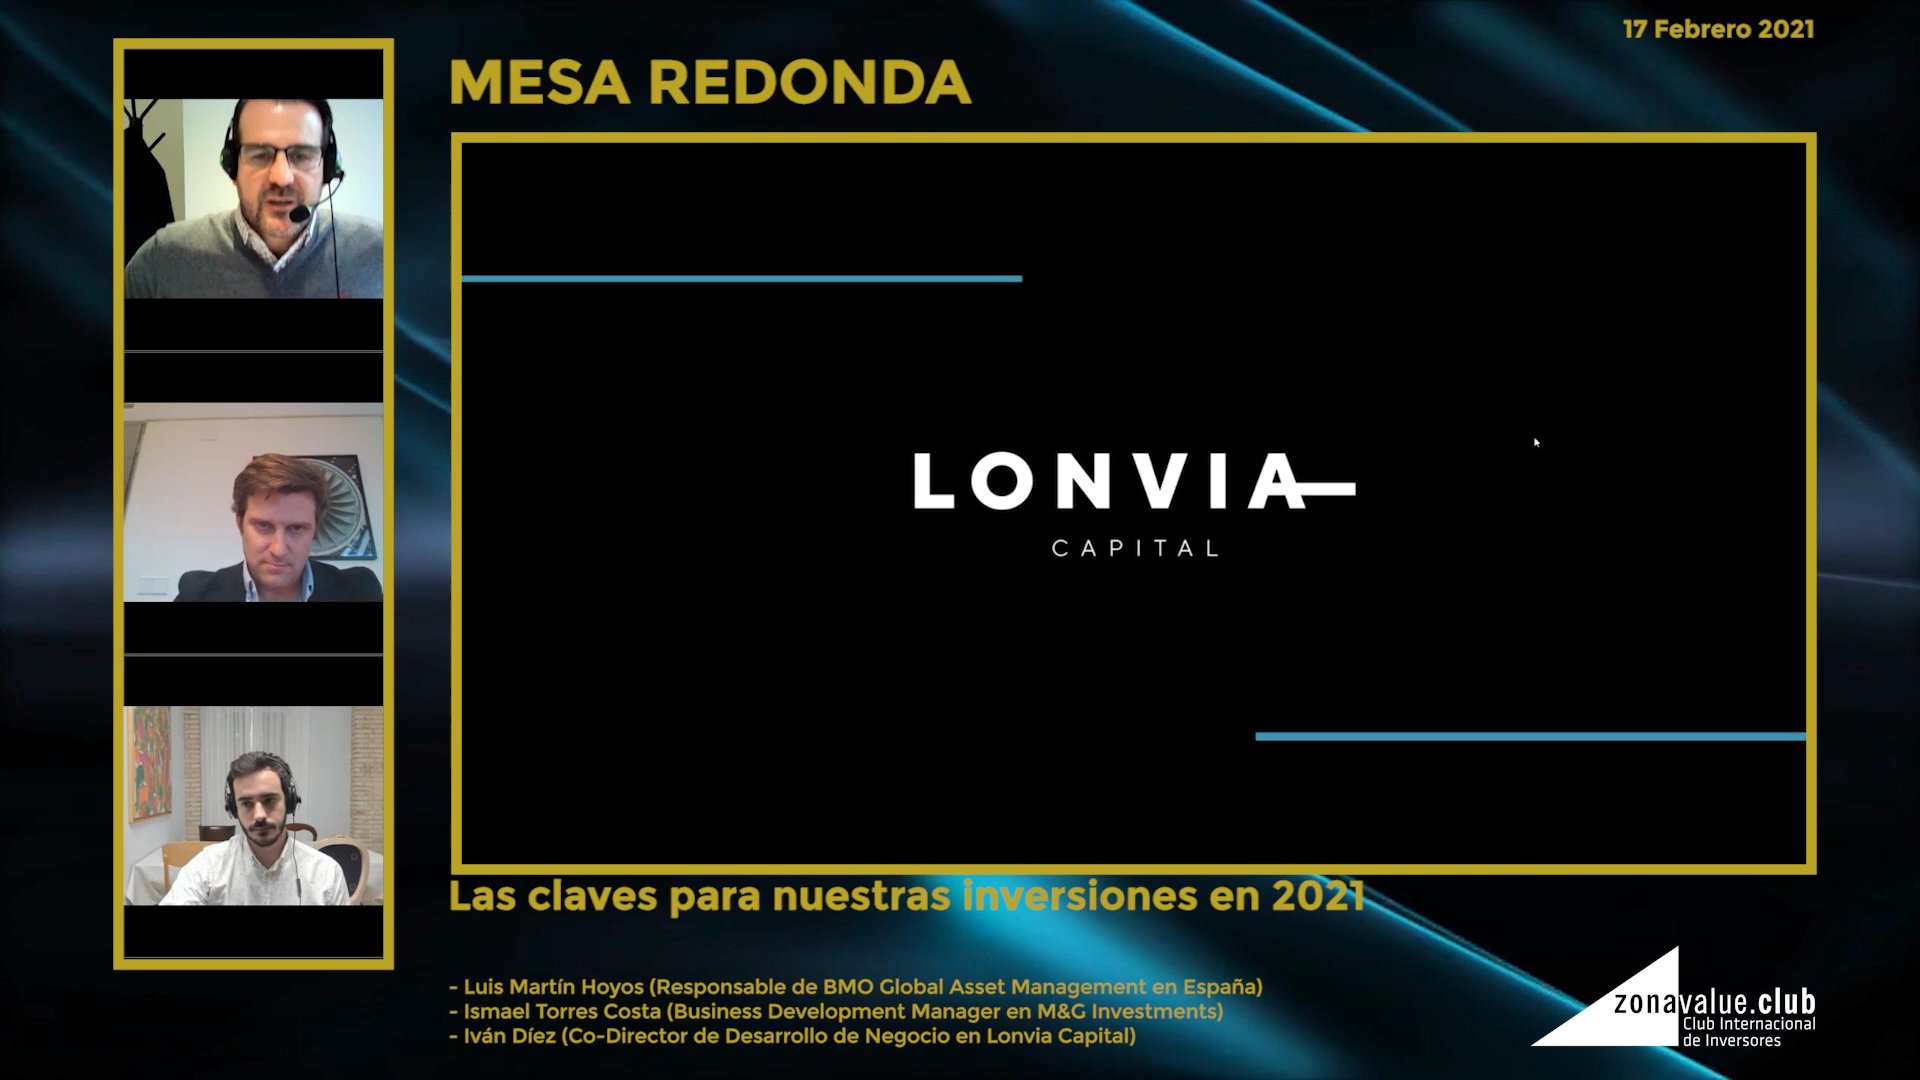 17 Febrero 2021
MESA REDONDA
LONVIA
CAPITAL
Las claves para nuestras inversiones en 2021
- Luis Martín Hoyos (Responsable de BMO Global Asset Management en España)
- Ismael Torres Costa (Business Development Manager en M&G Investments)
- Iván Díez (Co-Director de Desarrollo de Negocio en Lonvia Capital)
zonavalue.club
Club Internacional
de Inversores